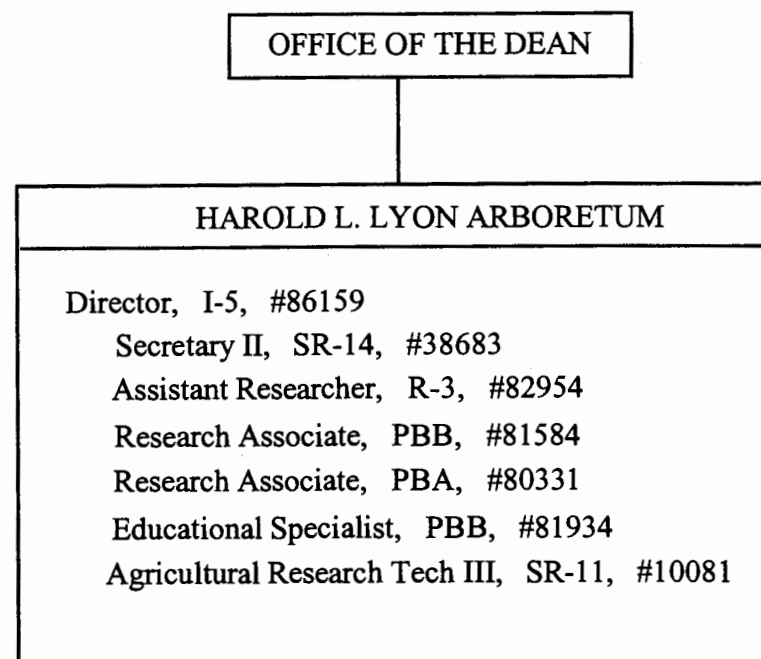 OFFICE OF THE DEAN
HAROLD L. LYON ARBORETUM
Director, I-5, #86159
Secretary II, SR-14, #38683
Assistant Researcher, R-3, #82954
Research Associate, PBB, #81584
Research Associate, PBA, #80331
Educational Specialist, PBB, #81934
Agricultural Research Tech III, SR-11, #10081